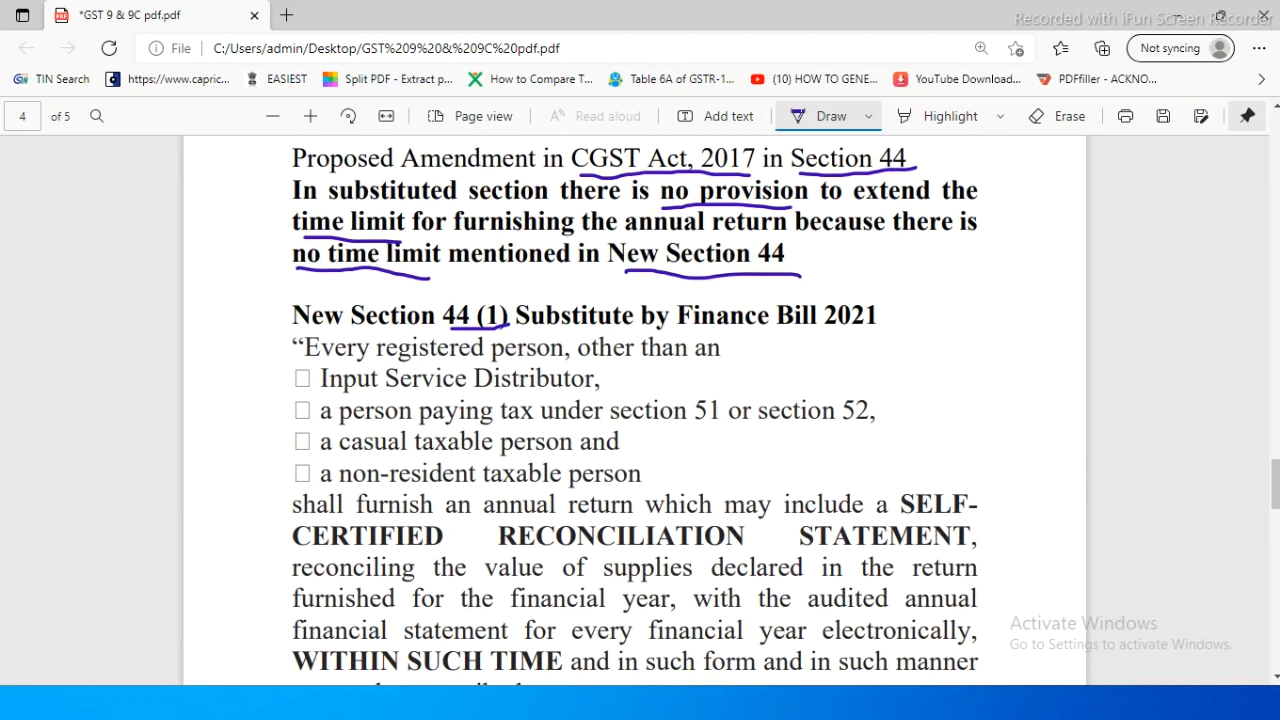 *GST 9 & 9C pdf.pdf
Recorded with iFun Screen Recorder
File C:/Users/admin/Desktop/GST%209%20&%209C%20pdf.pdf Not syncing
TIN Search https://www.capric... EASIEST Split PDF - Extract p... How to Compare T... Table 6A of GSTR-1... (10) HOW TO GENE... YouTube Download... PDFfiller - ACKNO...
4 of 5 Page view Read aloud Add text Draw Highlight Erase
Proposed Amendment in CGST Act, 2017 in Section 44
In substituted section there is no provision to extend the
time limit for furnishing the annual return because there is
no time limit mentioned in New Section 44
New Section 44 (1) Substitute by Finance Bill 2021
“Every registered person, other than an
Input Service Distributor,
a person paying tax under section 51 or section 52,
a casual taxable person and
a non-resident taxable person
shall furnish an annual return which may include a SELF-
CERTIFIED RECONCILIATION STATEMENT,
reconciling the value of supplies declared in the return
furnished for the financial year, with the audited annual
financial statement for every financial year electronically,
WITHIN SUCH TIME and in such form and in such manner
Activate Windows
Go to Settings to activate Windows.